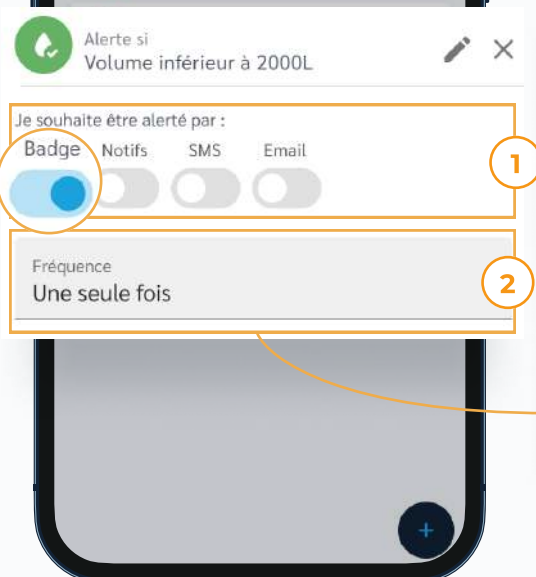 Alerte si
Volume inférieur à 2000L
Je souhaite être alerté par :
Badge Notifs SMS Email
1
Fréquence
Une seule fois
2
+